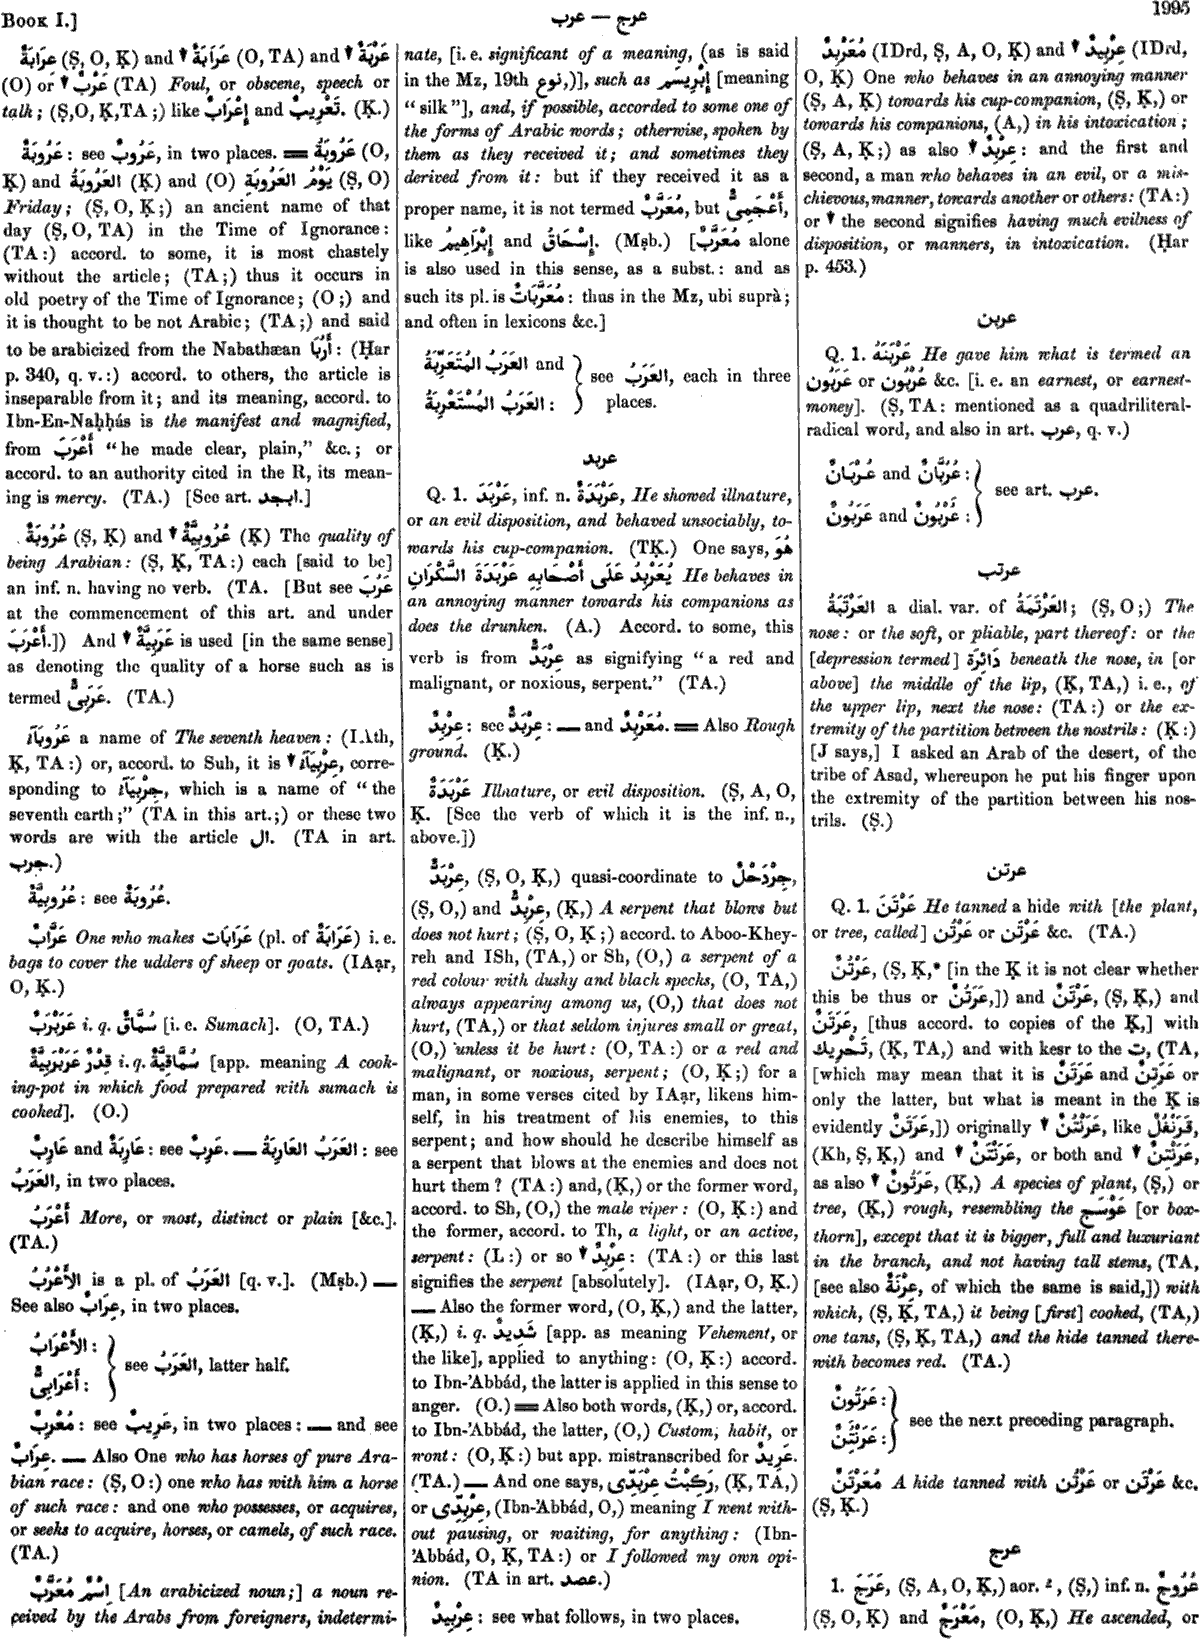 Book I.]
عرب — عرج
1995
عِرَابَةٌ (Ṣ, O, Ḳ) and ↓ عَرَابَةٌ (O, TA) and ↓ عَرْبَةٌ
(O) or ↓ عَرْبٌ (TA) Foul, or obscene, speech or
talk; (Ṣ, O, Ḳ, TA;) like إِعْرَابٌ and تَعْرِيبٌ. (Ḳ.)
عَرُوبَةٌ: see عَرُوبٌ, in two places. ═ عَرُوبَةُ (O,
Ḳ) and العَرُوبَةُ (Ḳ) and (O) يَوْمُ العَرُوبَةِ (Ṣ, O)
Friday; (Ṣ, O, Ḳ;) an ancient name of that
day (Ṣ, O, TA) in the Time of Ignorance:
(TA:) accord. to some, it is most chastely
without the article; (TA;) thus it occurs in
old poetry of the Time of Ignorance; (O;) and
it is thought to be not Arabic; (TA;) and said
to be arabicized from the Nabathæan أَرُبَا: (Ḥar
p. 340, q. v.:) accord. to others, the article is
inseparable from it; and its meaning, accord. to
Ibn-En-Naḥḥás is the manifest and magnified,
from أَعْرَبَ “he made clear, plain,” &c.; or
accord. to an authority cited in the R, its mean-
ing is mercy. (TA.) [See art. ابجد.]
عُرُوبَةٌ (Ṣ, Ḳ) and ↓ عُرُوبِيَّةٌ (Ḳ) The quality of
being Arabian: (Ṣ, Ḳ, TA:) each [said to be]
an inf. n. having no verb. (TA. [But see عَرُبَ
at the commencement of this art. and under
أَعْرَبَ.]) And ↓ عَرَبِيَّةٌ is used [in the same sense]
as denoting the quality of a horse such as is
termed عَرَبِىٌّ. (TA.)
عَرُوبَآءُ a name of The seventh heaven: (IAth,
Ḳ, TA:) or, accord. to Suh, it is ↓ عِرْبِيَآءُ, corre-
sponding to جِرْبِيَآءُ, which is a name of “the
seventh earth;” (TA in this art.;) or these two
words are with the article ال. (TA in art.
جرب.)
عُرُوبِيَّةٌ: see عُرُوبَةٌ.
عَرَّابٌ One who makes عَرَابَات (pl. of عَرَابَةٌ) i. e.
bags to cover the udders of sheep or goats. (IAạr,
O, Ḳ.)
عَرَبْرَبٌ i. q. سُمَّاقٌ [i. e. Sumach]. (O, TA.)
قِدْرٌ عَرَبْرَبِيَّةٌ i. q. سُمَّاقِيَّةٌ [app. meaning A cook-
ing-pot in which food prepared with sumach is
cooked]. (O.)
عَارِبٌ and عَارِبَةٌ: see عَرِبٌ. — العَرَبُ العَارِبَةُ: see
العَرَبُ, in two places.
أَعْرَبُ More, or most, distinct or plain [&c.].
(TA.)
الأَعْرُبُ is a pl. of العَرَبُ [q. v.]. (Mṣb.) —
See also عِرَابٌ, in two places.
الأَعْرَابُ:
أَعْرَابِىٌّ:
see العَرَبُ, latter half.
مُعْرِبٌ: see عَرِيبٌ, in two places: — and see
عِرَابٌ. — Also One who has horses of pure Ara-
bian race: (Ṣ, O:) one who has with him a horse
of such race: and one who possesses, or acquires,
or seeks to acquire, horses, or camels, of such race.
(TA.)
اِسْمٌ مُعَرَّبٌ [An arabicized noun;] a noun re-
ceived by the Arabs from foreigners, indetermi-
nate, [i. e. significant of a meaning, (as is said
in the Mz, 19th نوع,)], such as إِبْرِيسَم [meaning
“silk”], and, if possible, accorded to some one of
the forms of Arabic words; otherwise, spoken by
them as they received it; and sometimes they
derived from it: but if they received it as a
proper name, it is not termed مُعَرَّبٌ, but أَعْجَمِىٌّ,
like إِبْرَاهِيمُ and إِسْحَاقُ. (Mṣb.) [مُعَرَّبٌ alone
is also used in this sense, as a subst.: and as
such its pl. is مُعَرَّبَاتٌ: thus in the Mz, ubi suprà;
and often in lexicons &c.]
العَرَبُ المُتَعَرِّبَةُ and
العَرَبُ المُسْتَعْرِبَةُ:
see العَرَبُ, each in three
places.
عربد
Q. 1. عَرْبَدَ, inf. n. عَرْبَدَةٌ, He showed illnature,
or an evil disposition, and behaved unsociably, to-
wards his cup-companion. (TḲ.) One says, هُوَ
يُعَرْبِدُ عَلَى أَصْحَابِهِ عَرْبَدَةَ السَّكْرَانِ He behaves in
an annoying manner towards his companions as
does the drunken. (A.) Accord. to some, this
verb is from عِرْبَدٌّ as signifying “a red and
malignant, or noxious, serpent.” (TA.)
عِرْبِدٌ: see عِرْبَدٌّ: — and مُعَرْبِدٌ. ═ Also Rough
ground. (Ḳ.)
عَرْبَدَةٌ Illnature, or evil disposition. (Ṣ, A, O,
Ḳ. [See the verb of which it is the inf. n.,
above.])
عِرْبَدٌّ, (Ṣ, O, Ḳ,) quasi-coordinate to جِرْدَحْلٌ,
(Ṣ, O,) and عِرْبِدٌّ, (Ḳ,) A serpent that blows but
does not hurt; (Ṣ, O, Ḳ;) accord. to Aboo-Khey-
reh and ISh, (TA,) or Sh, (O,) a serpent of a
red colour with dusky and black specks, (O, TA,)
always appearing among us, (O,) that does not
hurt, (TA,) or that seldom injures small or great,
(O,) unless it be hurt: (O, TA:) or a red and
malignant, or noxious, serpent; (O, Ḳ;) for a
man, in some verses cited by IAạr, likens him-
self, in his treatment of his enemies, to this
serpent; and how should he describe himself as
a serpent that blows at the enemies and does not
hurt them? (TA:) and, (Ḳ,) or the former word,
accord. to Sh, (O,) the male viper: (O, Ḳ:) and
the former, accord. to Th, a light, or an active,
serpent: (L:) or so ↓ عِرْبِدٌ: (TA:) or this last
signifies the serpent [absolutely]. (IAạr, O, Ḳ.)
— Also the former word, (O, Ḳ,) and the latter,
(Ḳ,) i. q. شَدِيدٌ [app. as meaning Vehement, or
the like], applied to anything: (O, Ḳ:) accord.
to Ibn-ʼAbbád, the latter is applied in this sense to
anger. (O.) ═ Also both words, (Ḳ,) or, accord.
to Ibn-ʼAbbád, the latter, (O,) Custom, habit, or
wont: (O, Ḳ:) but app. mistranscribed for عَرِيدٌ.
(TA.) — And one says, رَكِبْتُ عِرْبَدِّى, (Ḳ, TA,)
or عِرْبِدِّى, (Ibn-ʼAbbád, O,) meaning I went with-
out pausing, or waiting, for anything: (Ibn-
ʼAbbád, O, Ḳ, TA:) or I followed my own opi-
nion. (TA in art. عصد.)
عِرْبِيدٌ: see what follows, in two places.
مُعَرْبِدٌ (IDrd, Ṣ, A, O, Ḳ) and ↓ عِرْبِيدٌ (IDrd,
O, Ḳ) One who behaves in an annoying manner
(Ṣ, A, Ḳ) towards his cup-companion, (Ṣ, Ḳ,) or
towards his companions, (A,) in his intoxication;
(Ṣ, A, Ḳ;) as also ↓ عِرْبِدٌ: and the first and
second, a man who behaves in an evil, or a mis-
chievous, manner, towards another or others: (TA:)
or ↓ the second signifies having much evilness of
disposition, or manners, in intoxication. (Ḥar
p. 453.)
عربن
Q. 1. عَرْبَنَهُ He gave him what is termed an
عَرَبُون or عُرْبُون &c. [i. e. an earnest, or earnest-
money]. (Ṣ, TA: mentioned as a quadriliteral-
radical word, and also in art. عرب, q. v.)
عُرْبَانٌ and عُرُبَّانٌ:
عَرَبُونٌ and عُرْبُونٌ:
see art. عرب.
عرتب
العَرْتَبَةُ a dial. var. of العَرْتَمَةُ; (Ṣ, O;) The
nose: or the soft, or pliable, part thereof: or the
[depression termed] دَائِرَة beneath the nose, in [or
above] the middle of the lip, (Ḳ, TA,) i. e., of
the upper lip, next the nose: (TA:) or the ex-
tremity of the partition between the nostrils: (Ḳ:)
[J says,] I asked an Arab of the desert, of the
tribe of Asad, whereupon he put his finger upon
the extremity of the partition between his nos-
trils. (Ṣ.)
عرتن
Q. 1. عَرْتَنَ He tanned a hide with [the plant,
or tree, called] عَرْتُن or عَرْتَن &c. (TA.)
عَرْتُنٌ, (Ṣ, Ḳ,* [in the Ḳ it is not clear whether
this be thus or عَرَتُنٌ,]) and عَرْتَنٌ, (Ṣ, Ḳ,) and
عَرَتَنٌ, [thus accord. to copies of the Ḳ,] with
تَحْرِيك, (Ḳ, TA,) and with kesr to the ت, (TA,
[which may mean that it is عَرْتِنٌ and عَرَتِنٌ or
only the latter, but what is meant in the Ḳ is
evidently عَرَتَنٌ,]) originally ↓ عَرَنْتُنٌ, like قَرَنْفُلٌ,
(Kh, Ṣ, Ḳ,) and ↓ عَرَنْتَنٌ, or both and ↓ عَرَنْتِنٌ,
as also ↓ عَرَتُونٌ, (Ḳ,) A species of plant, (Ṣ,) or
tree, (Ḳ,) rough, resembling the عَوْسَج [or box-
thorn], except that it is bigger, full and luxuriant
in the branch, and not having tall stems, (TA,
[see also عِرْنَةٌ, of which the same is said,]) with
which, (Ṣ, Ḳ, TA,) it being [first] cooked, (TA,)
one tans, (Ṣ, Ḳ, TA,) and the hide tanned there-
with becomes red. (TA.)
عَرَتُونٌ:
عَرَنْتُنٌ:
see the next preceding paragraph.
مُعَرْتَنٌ A hide tanned with عَرْتُن or عَرْتَن &c.
(Ṣ, Ḳ.)
عرج
1. عَرَجَ, (Ṣ, A, O, Ḳ,) aor. ـُ, (Ṣ,) inf. n. عُرُوجٌ
(Ṣ, O, Ḳ) and مَعْرَجٌ, (O, Ḳ,) He ascended, or